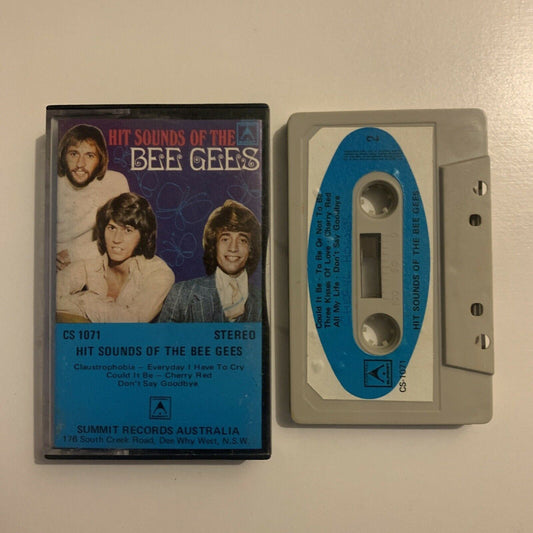 HIT SOUNDS OF THE
BEE GEES
CS 1071
STEREO
HIT SOUNDS OF THE BEE GEES
Claustrophobia – Everyday I Have To Cry
Could It Be – Cherry Red
Don't Say Goodbye
SUMMIT RECORDS AUSTRALIA
176 South Creek Road, Dee Why West, N.S.W.
2
Could It Be · To Be Or Not To Be
Three Kisses Of Love · Cherry Red
All My Life · Don't Say Goodbye
HIT SOUNDS OF THE BEE GEES
CS-1071